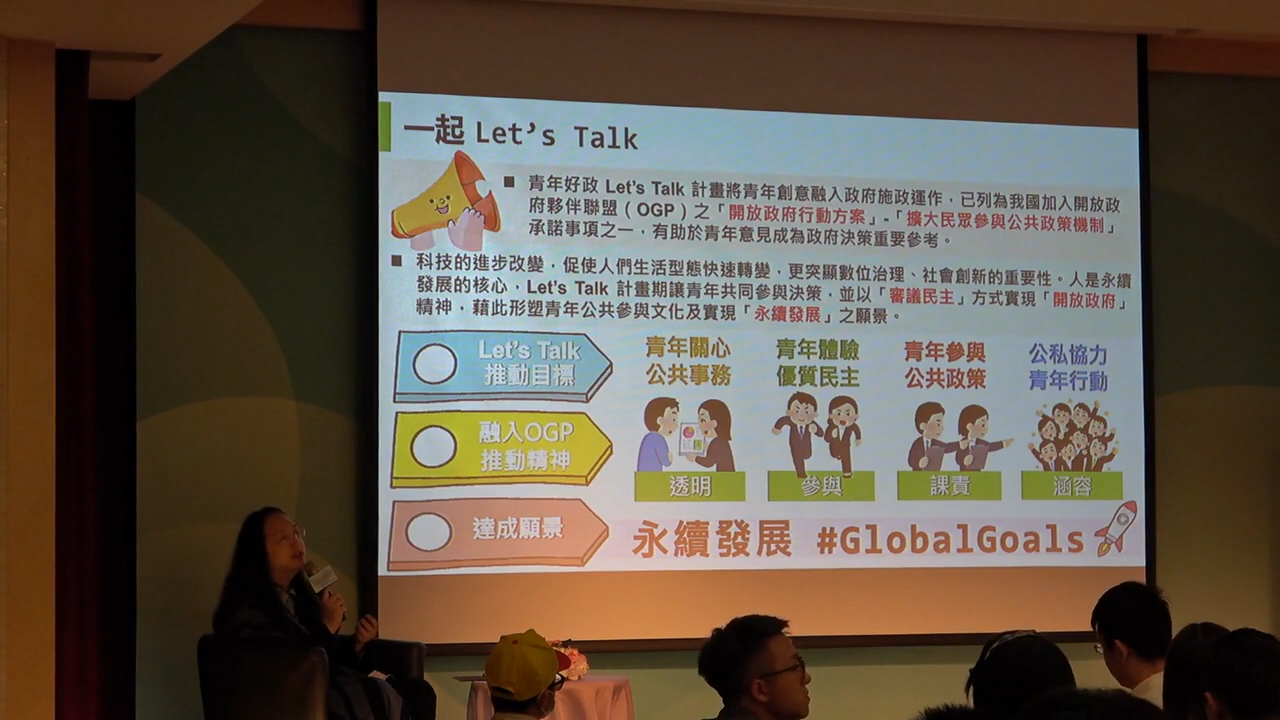 一起 Let's Talk
■ 青年好政 Let's Talk 計畫將青年創意融入政府施政運作，已列為我國加入開放政
府夥伴聯盟（OGP）之「開放政府行動方案」-「擴大民眾參與公共政策機制」
承諾事項之一，有助於青年意見成為政府決策重要參考。
■ 科技的進步改變，促使人們生活型態快速轉變，更突顯數位治理、社會創新的重要性。人是永續
發展的核心，Let's Talk 計畫期讓青年共同參與決策，並以「審議民主」方式實現「開放政府」
精神，藉此形塑青年公共參與文化及實現「永續發展」之願景。
Let's Talk
推動目標
青年關心
公共事務
青年體驗
優質民主
青年參與
公共政策
公私協力
青年行動
融入OGP
推動精神
透明
參與
課責
涵容
達成願景
永續發展 #GlobalGoals